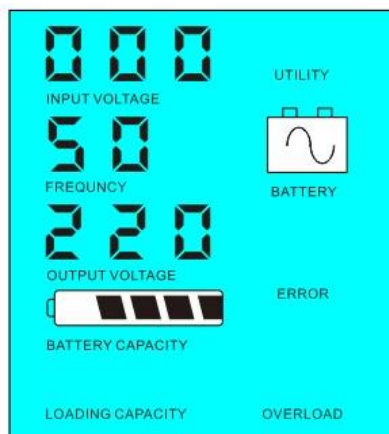 000
UTILITY
INPUT VOLTAGE
50
FREQUNCY
BATTERY
220
OUTPUT VOLTAGE
ERROR
BATTERY CAPACITY
LOADING CAPACITY
OVERLOAD